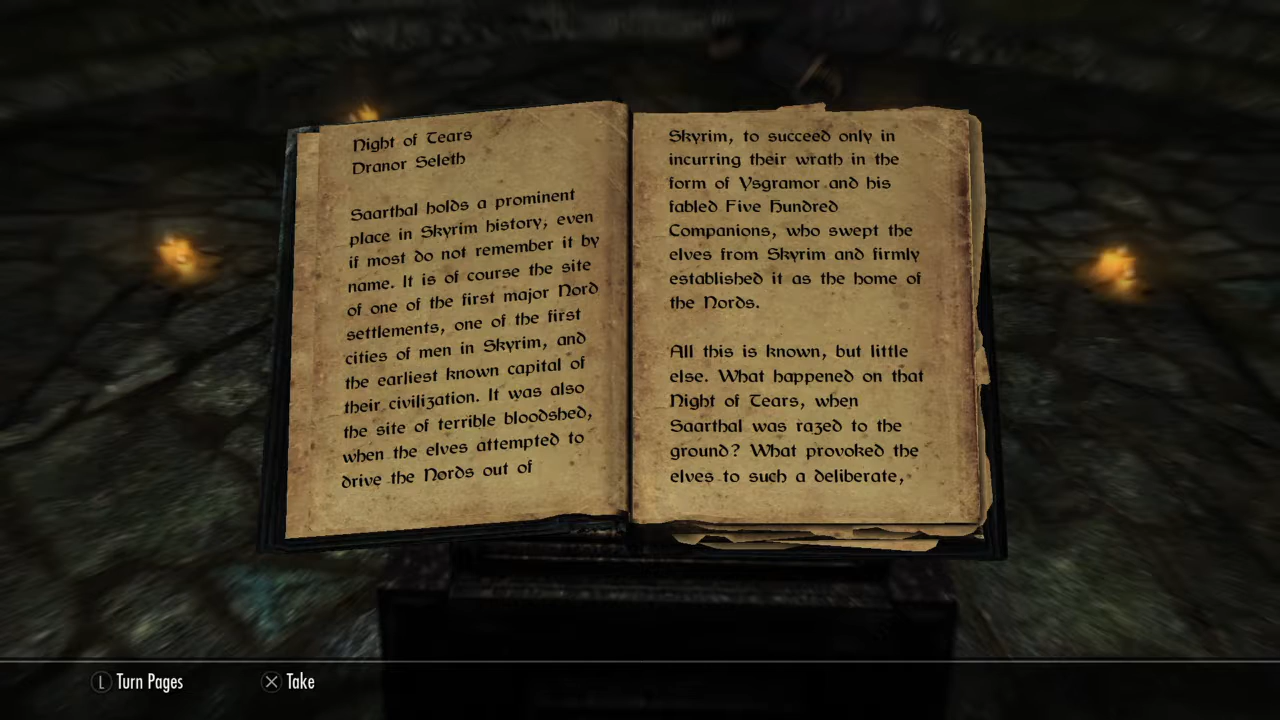 Night of Tears
Dranor Seleth
Saarthal holds a prominent
place in Skyrim history, even
if most do not remember it by
name. It is of course the site
of one of the first major Nord
settlements, one of the first
cities of men in Skyrim, and
the earliest known capital of
their civilization. It was also
the site of terrible bloodshed,
when the elves attempted to
drive the Nords out of
Skyrim, to succeed only in
incurring their wrath in the
form of Ysgramor and his
fabled Five Hundred
Companions, who swept the
elves from Skyrim and firmly
established it as the home of
the Nords.
All this is known, but little
else. What happened on that
Night of Tears, when
Saarthal was razed to the
ground? What provoked the
elves to such a deliberate,
L Turn Pages
X Take